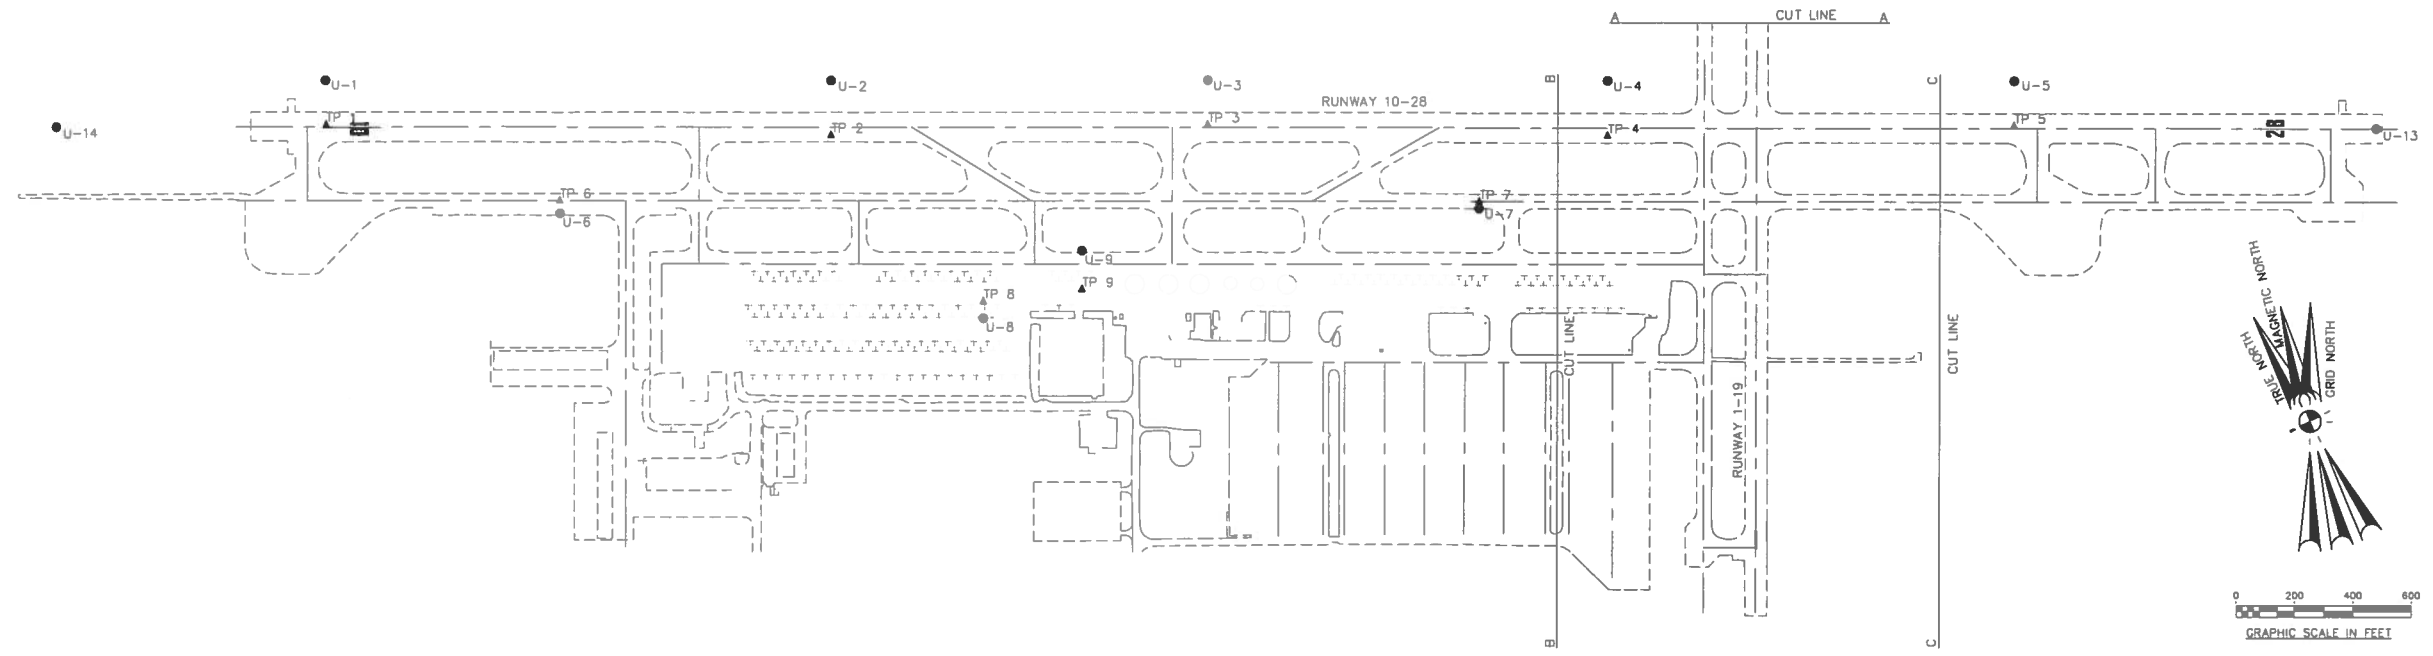 A CUT LINE A
U-1
U-2
U-3
B
U-4
C
U-5
RUNWAY 10-28
U-14
TP 1
TP 2
TP 3
TP 4
TP 5
28
U-13
TP 6
U-6
TP 7
U-7
U-9
TP 9
TP 8
U-8
CUT LINE
CUT LINE
TRUE NORTH
MAGNETIC NORTH
GRID NORTH
RUNWAY 1-19
B
C
0 200 400 600
GRAPHIC SCALE IN FEET